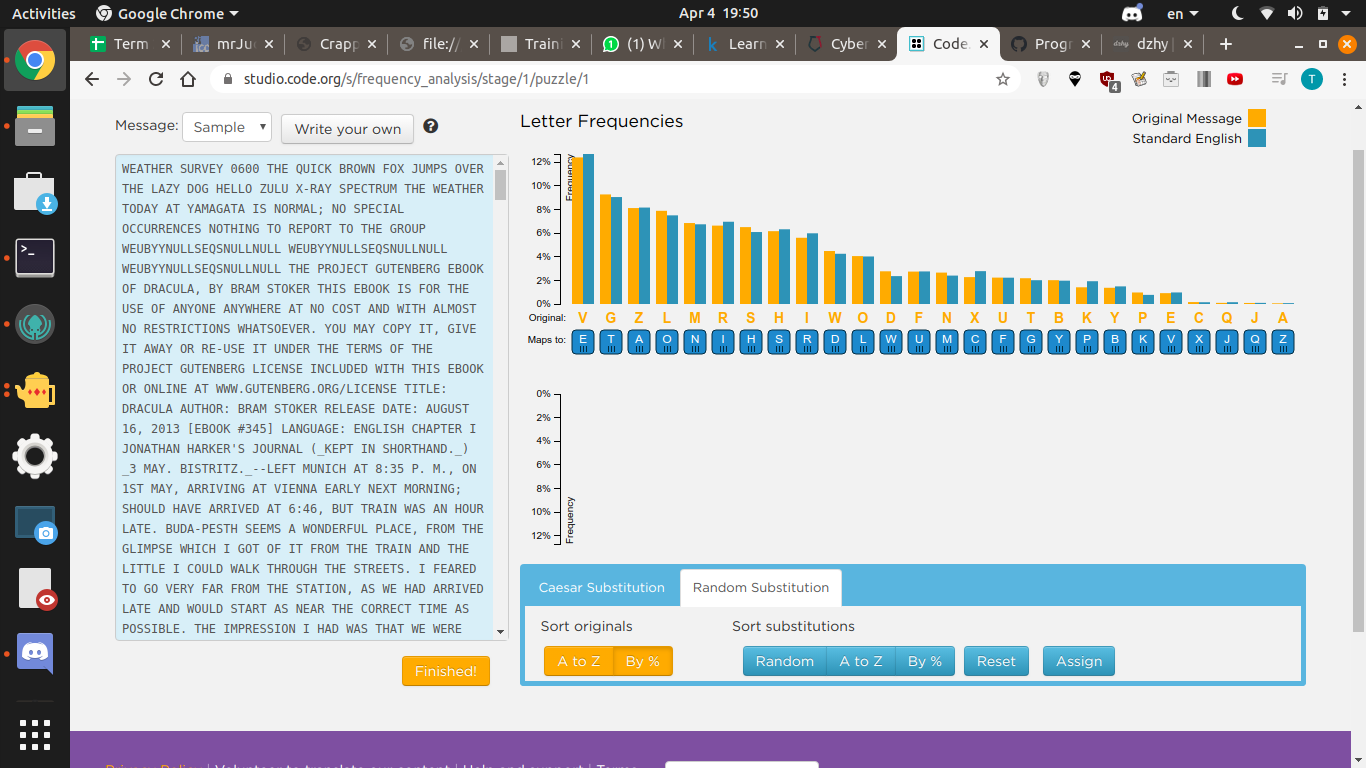 Activities Google Chrome Apr 4 19:50 en
Term mrJu Crapp file:// Train (1) W Learn Cyber Code. Progr dzhy
studio.code.org/s/frequency_analysis/stage/1/puzzle/1 4 T
Message: Sample Write your own ?
WEATHER SURVEY 0600 THE QUICK BROWN FOX JUMPS OVER
THE LAZY DOG HELLO ZULU X-RAY SPECTRUM THE WEATHER
TODAY AT YAMAGATA IS NORMAL; NO SPECIAL
OCCURRENCES NOTHING TO REPORT TO THE GROUP
WEUBYYNULLSEQSNULLNULL WEUBYYNULLSEQSNULLNULL
WEUBYYNULLSEQSNULLNULL THE PROJECT GUTENBERG EBOOK
OF DRACULA, BY BRAM STOKER THIS EBOOK IS FOR THE
USE OF ANYONE ANYWHERE AT NO COST AND WITH ALMOST
NO RESTRICTIONS WHATSOEVER. YOU MAY COPY IT, GIVE
IT AWAY OR RE-USE IT UNDER THE TERMS OF THE
PROJECT GUTENBERG LICENSE INCLUDED WITH THIS EBOOK
OR ONLINE AT WWW.GUTENBERG.ORG/LICENSE TITLE:
DRACULA AUTHOR: BRAM STOKER RELEASE DATE: AUGUST
16, 2013 [EBOOK #345] LANGUAGE: ENGLISH CHAPTER I
JONATHAN HARKER'S JOURNAL (_KEPT IN SHORTHAND._)
_3 MAY. BISTRITZ._--LEFT MUNICH AT 8:35 P. M., ON
1ST MAY, ARRIVING AT VIENNA EARLY NEXT MORNING;
SHOULD HAVE ARRIVED AT 6:46, BUT TRAIN WAS AN HOUR
LATE. BUDA-PESTH SEEMS A WONDERFUL PLACE, FROM THE
GLIMPSE WHICH I GOT OF IT FROM THE TRAIN AND THE
LITTLE I COULD WALK THROUGH THE STREETS. I FEARED
TO GO VERY FAR FROM THE STATION, AS WE HAD ARRIVED
LATE AND WOULD START AS NEAR THE CORRECT TIME AS
POSSIBLE. THE IMPRESSION I HAD WAS THAT WE WERE
Finished!
Letter Frequencies
Original Message
Standard English
Frequency
12%
10%
8%
6%
4%
2%
0%
Original: V G Z L M R S H I W O D F N X U T B K Y P E C Q J A
Maps to: E T A O N I H S R D L W U M C F G Y P B K V X J Q Z
0%
2%
4%
6%
8%
10%
12%
Frequency
Caesar Substitution Random Substitution
Sort originals Sort substitutions
A to Z By % Random A to Z By % Reset Assign